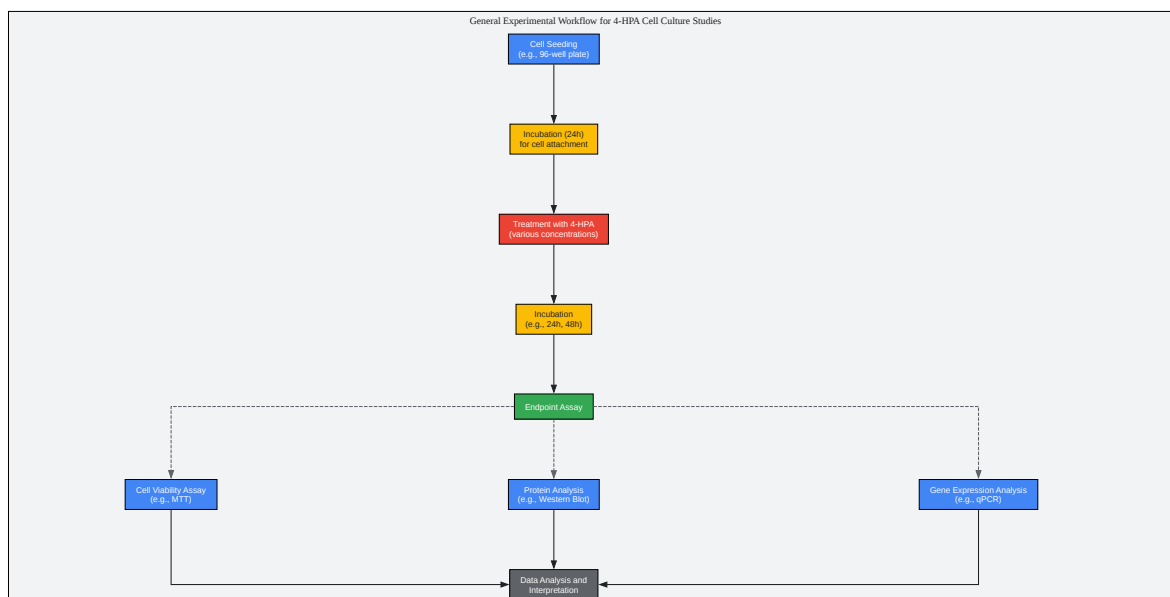 General Experimental Workflow for 4-HPA Cell Culture Studies
Cell Seeding
(e.g., 96-well plate)
Incubation (24h)
for cell attachment
Treatment with 4-HPA
(various concentrations)
Incubation
(e.g., 24h, 48h)
Endpoint Assay
Cell Viability Assay
(e.g., MTT)
Protein Analysis
(e.g., Western Blot)
Gene Expression Analysis
(e.g., qPCR)
Data Analysis and
Interpretation